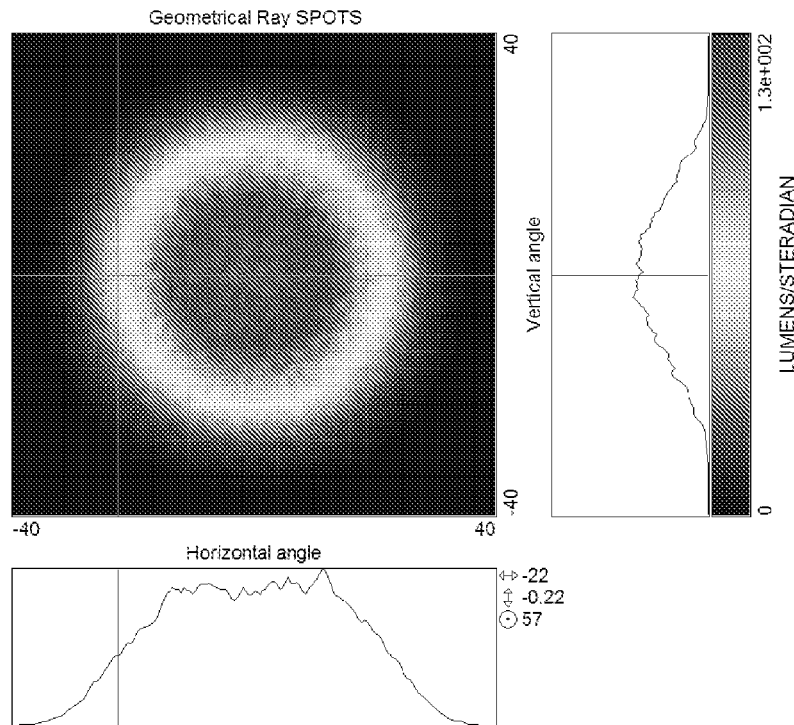 Geometrical Ray SPOTS
40
-40
Vertical angle
1.3e+002
0
LUMENS/STERADIAN
-40
40
Horizontal angle
-22
-0.22
57